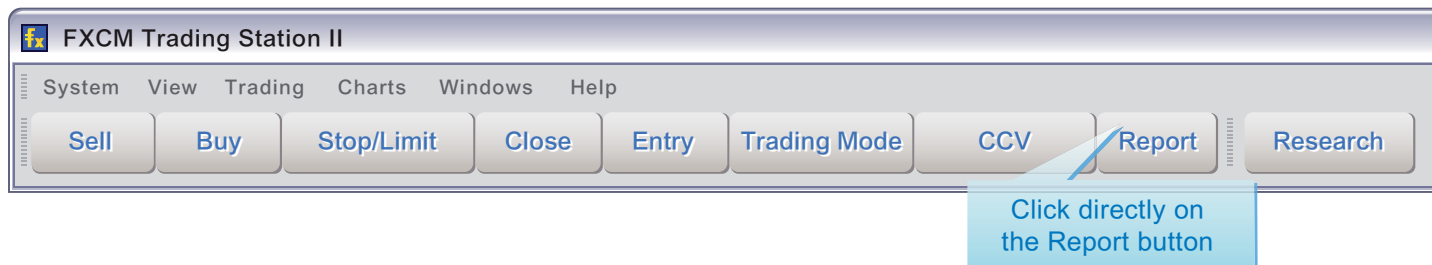 fx FXCM Trading Station II
System View Trading Charts Windows Help
Sell Buy Stop/Limit Close Entry Trading Mode CCV Report Research
Click directly on
the Report button